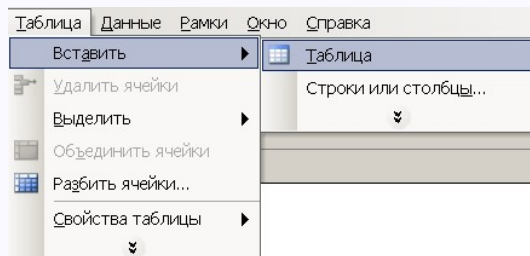 Таблица Данные Рамки Окно Справка
Вставить
Таблица
Удалить ячейки
Строки или столбцы...
Выделить
Объединить ячейки
Разбить ячейки...
Свойства таблицы